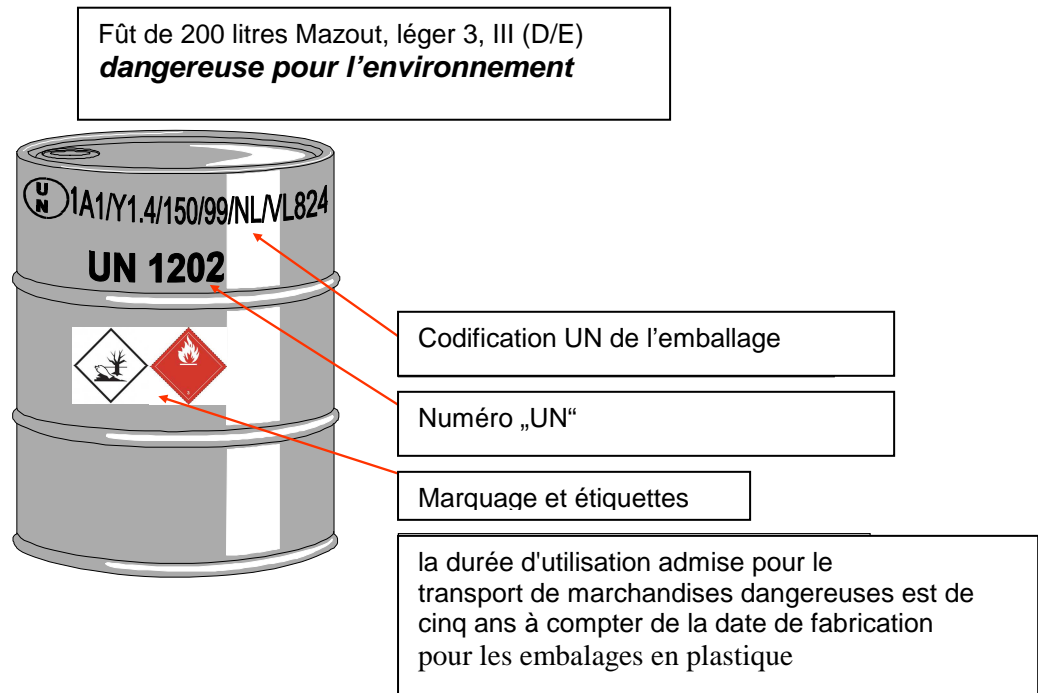 Fût de 200 litres Mazout, léger 3, III (D/E)
dangereuse pour l’environnement
UN 1A1/Y1.4/150/99/NL/VL824
UN 1202
3
Codification UN de l’emballage
Numéro „UN“
Marquage et étiquettes
la durée d'utilisation admise pour le
transport de marchandises dangereuses est de
cinq ans à compter de la date de fabrication
pour les embalages en plastique